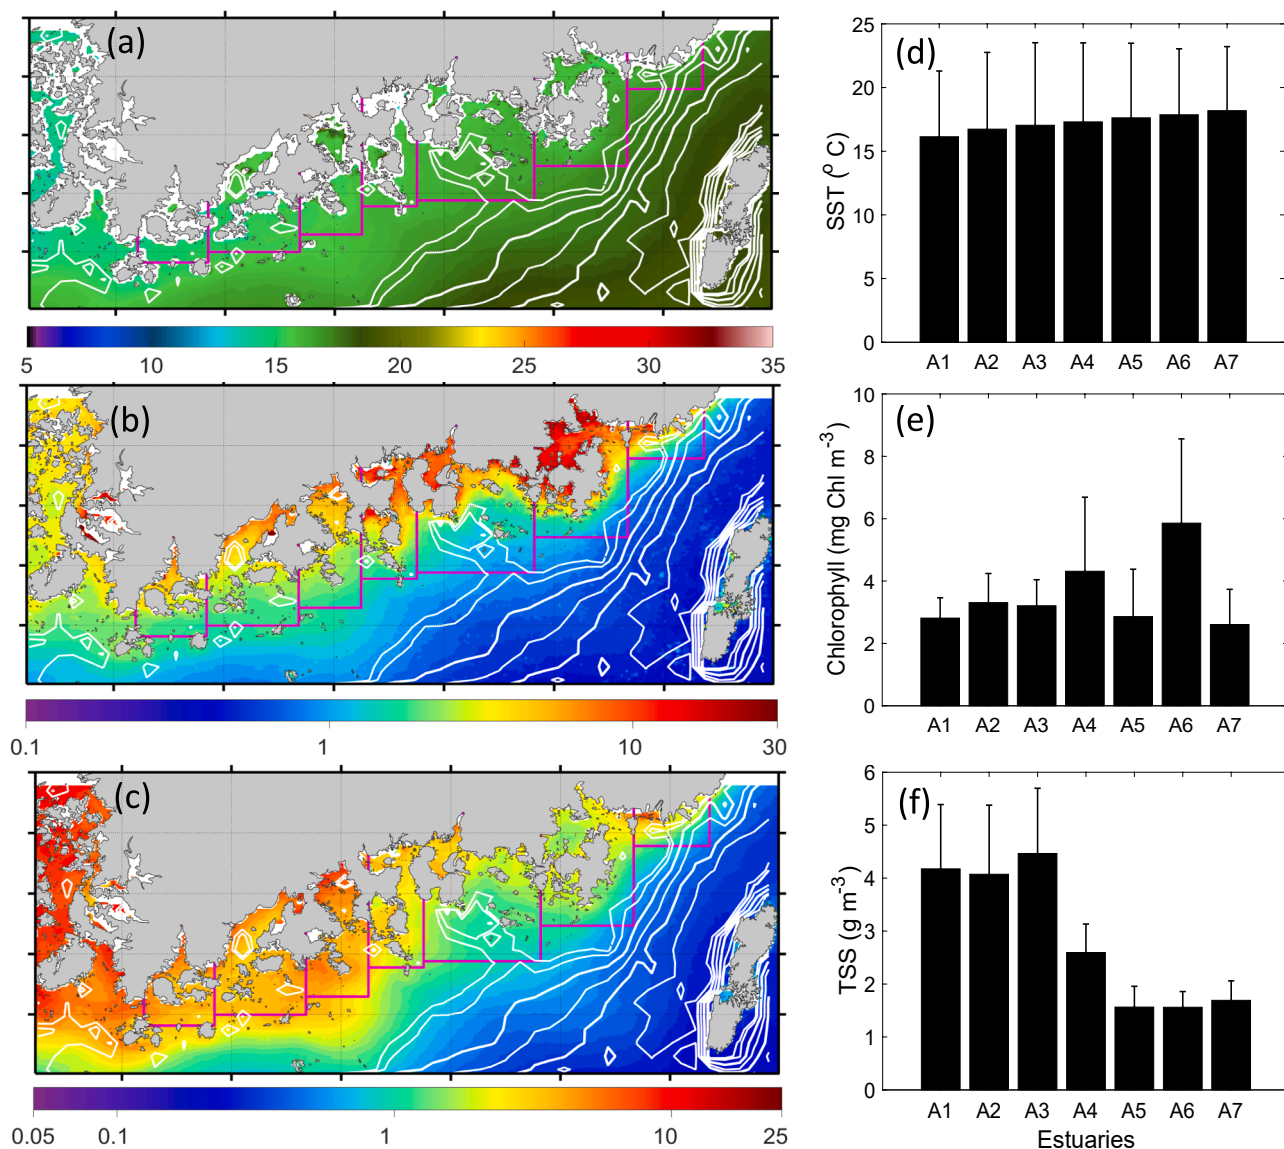 (a)
5 10 15 20 25 30 35
(b)
0.1 1 10 30
(c)
0.05 0.1 1 10 25
(d)
SST (⁰ C)
25
20
15
10
5
0
A1 A2 A3 A4 A5 A6 A7
(e)
Chlorophyll (mg Chl m⁻³)
10
8
6
4
2
0
A1 A2 A3 A4 A5 A6 A7
(f)
TSS (g m⁻³)
6
5
4
3
2
1
0
A1 A2 A3 A4 A5 A6 A7
Estuaries